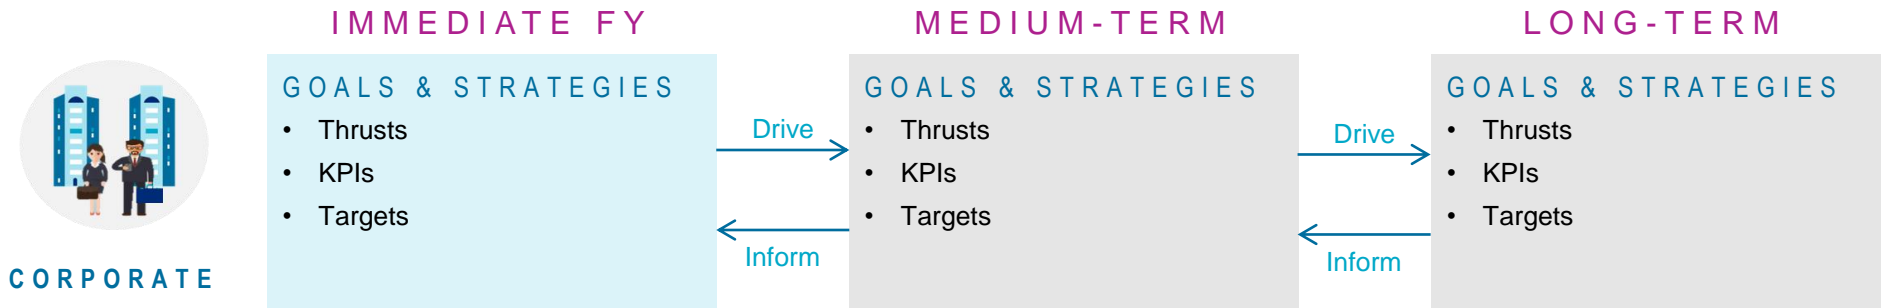 IMMEDIATE FY
MEDIUM-TERM
LONG-TERM
CORPORATE
GOALS & STRATEGIES
• Thrusts
• KPIs
• Targets
Drive
Inform
GOALS & STRATEGIES
• Thrusts
• KPIs
• Targets
Drive
Inform
GOALS & STRATEGIES
• Thrusts
• KPIs
• Targets